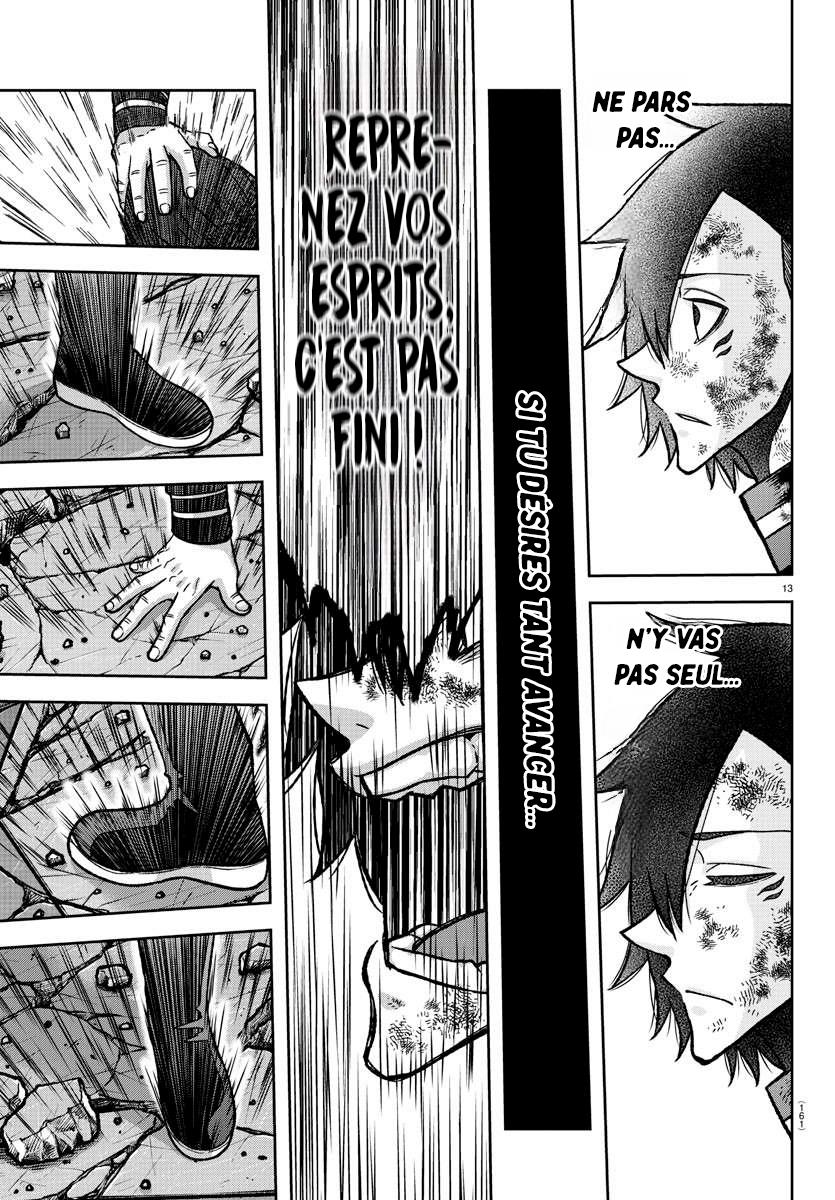 NE PARS
PAS...
N'Y VAS
PAS SEUL...
SI TU DÉSIRES TANT AVANCER...
REPRE-
NEZ VOS
ESPRITS,
C'EST PAS
FINI !
13
(161)